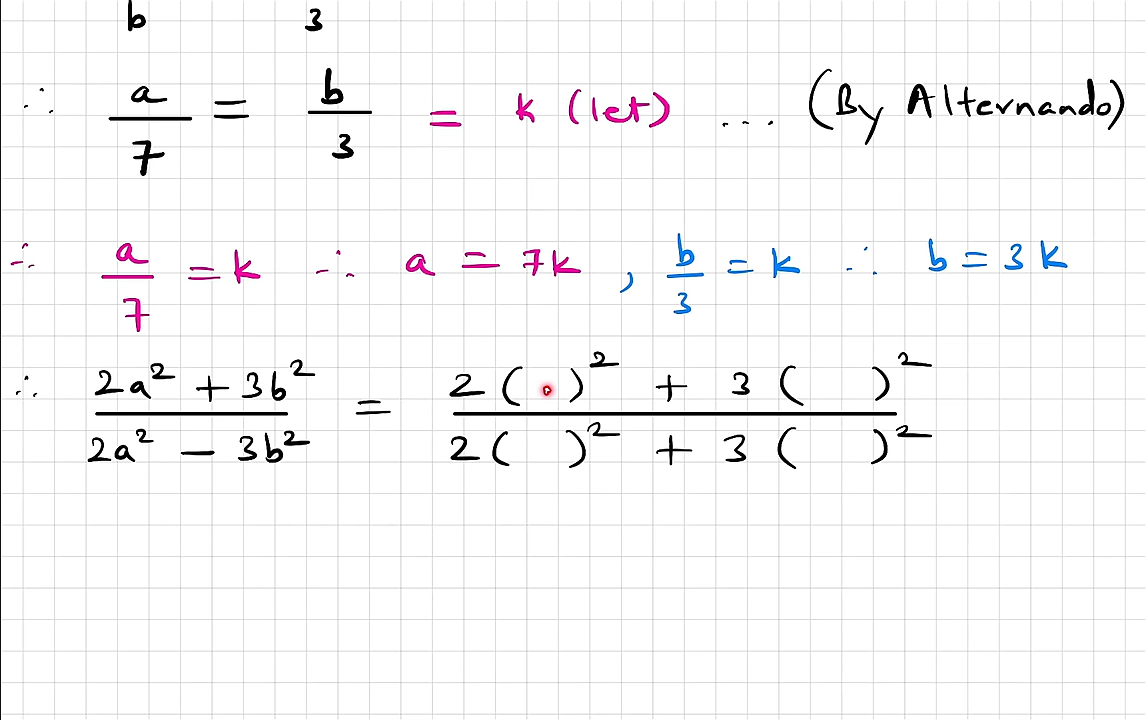 b 3
∴ a/7 = b/3 = k (let) .... (By Alternando)
∴ a/7 = k ∴ a = 7k , b/3 = k ∴ b = 3k
∴ (2a² + 3b²)/(2a² − 3b²) = (2( )² + 3( )²)/(2( )² + 3( )²)